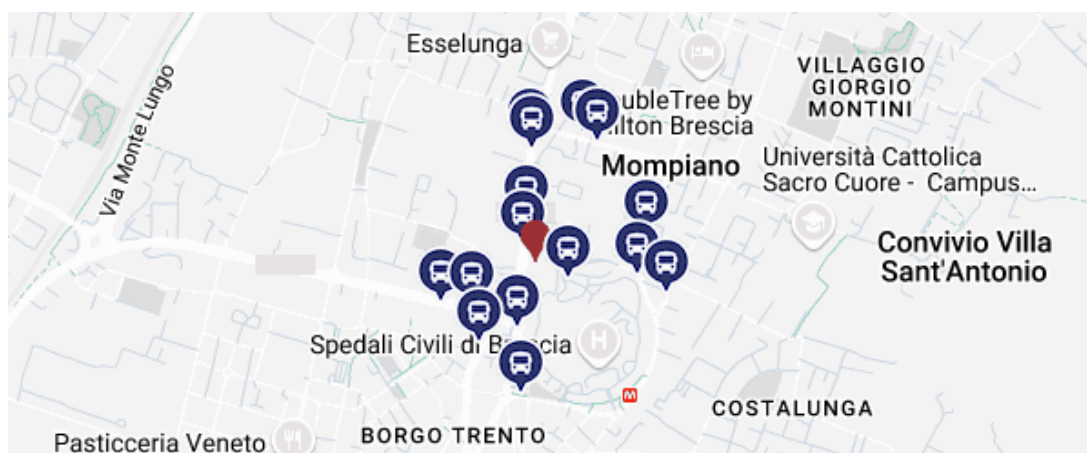 Esselunga
VILLAGGIO
GIORGIO
MONTINI
Via Monte Lungo
ubleTree by
ilton Brescia
Mompiano
Università Cattolica
Sacro Cuore - Campus...
Convivio Villa
Sant'Antonio
Spedali Civili di B cia
H
M
COSTALUNGA
BORGO TRENTO
Pasticceria Veneto